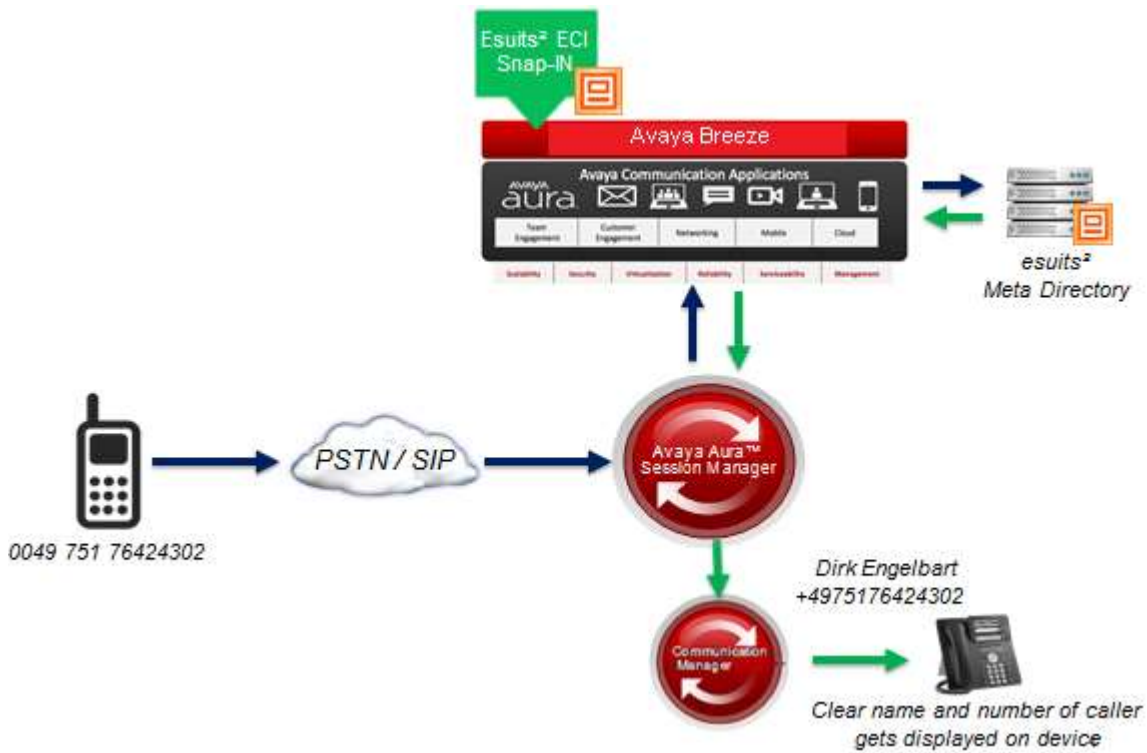 Esuits² ECI
Snap-IN
Avaya Breeze
Avaya Communication Applications
AVAYA
aura
Team
Engagement
Customer
Engagement
Networking
Mobile
Cloud
Scalability
Security
Virtualization
Reliability
Serviceability
Management
esuits²
Meta Directory
PSTN / SIP
Avaya Aura™
Session Manager
0049 751 76424302
Dirk Engelbart
+4975176424302
Communication
Manager
Clear name and number of caller
gets displayed on device